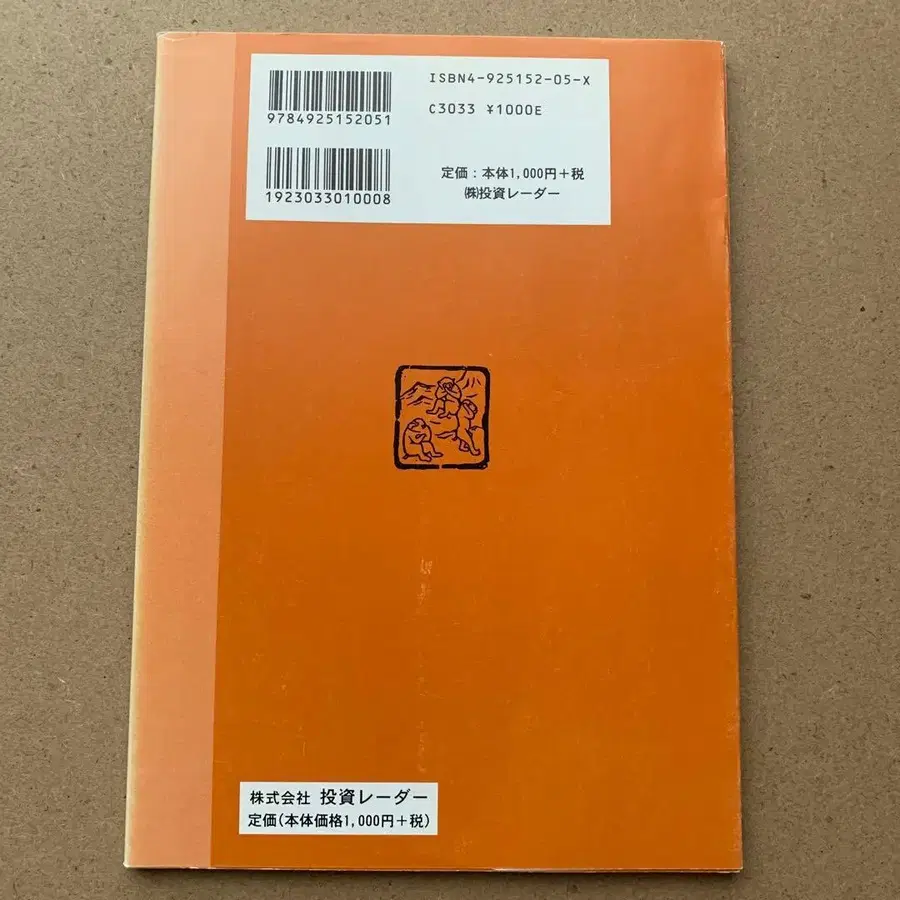 ISBN4-925152-05-X
9784925152051
C3033 ¥1000E
1923033010008
定価：本体1,000円＋税
㈱投資レーダー
株式会社 投資レーダー
定価(本体価格1,000円＋税)